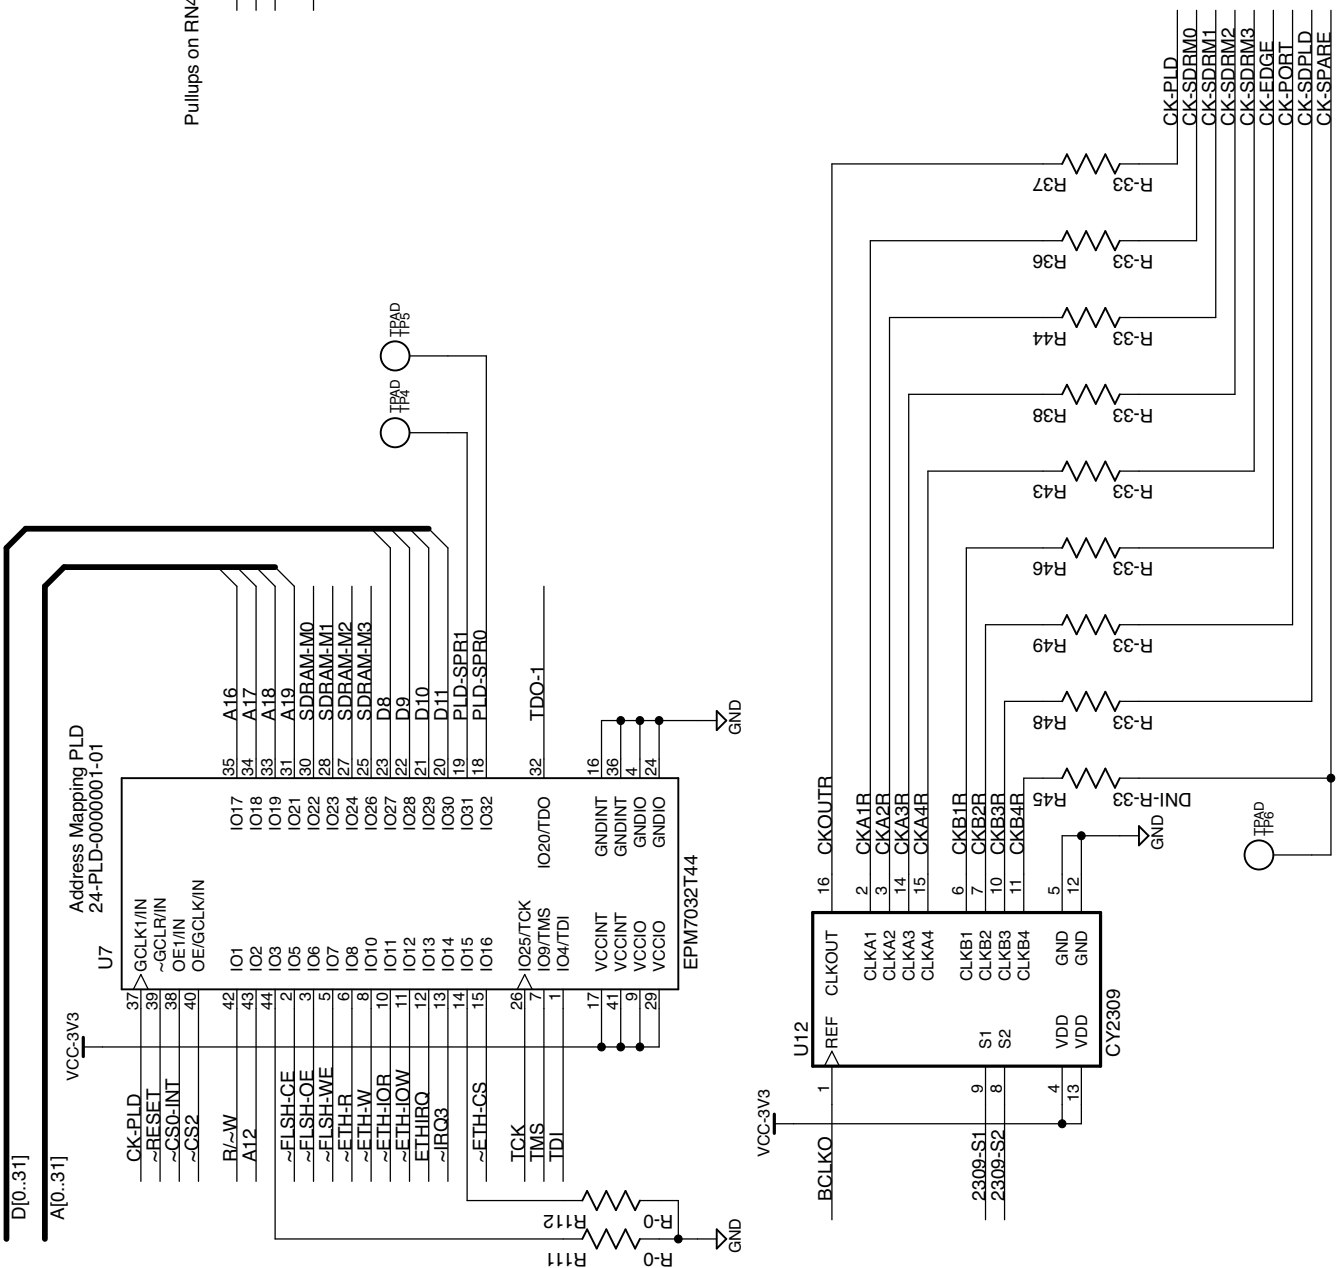 Pullups on RN4
D[0..31]
A[0..31]
Address Mapping PLD
24-PLD-0000001-01
U7
VCC-3V3
CK-PLD
~RESET
~CS0-INT
~CS2
R/~W
A12
~FLSH-CE
~FLSH-OE
~FLSH-WE
~ETH-R
~ETH-W
~ETH-IOR
~ETH-IOW
ETHIRQ
~IRQ3
~ETH-CS
TCK
TMS
TDI
37
39
38
40
42
43
44
2
3
5
6
8
10
11
12
13
14
15
26
7
1
17
41
9
29
GCLK1/IN
~GCLR/IN
OE1/IN
OE/GCLK/IN
IO1
IO2
IO3
IO5
IO6
IO7
IO8
IO10
IO11
IO12
IO13
IO14
IO15
IO16
IO25/TCK
IO9/TMS
IO4/TDI
VCCINT
VCCINT
VCCIO
VCCIO
IO17
IO18
IO19
IO21
IO22
IO23
IO24
IO26
IO27
IO28
IO29
IO30
IO31
IO32
IO20/TDO
GNDINT
GNDINT
GNDIO
GNDIO
35
34
33
31
30
28
27
25
23
22
21
20
19
18
32
16
36
4
24
A16
A17
A18
A19
SDRAM-M0
SDRAM-M1
SDRAM-M2
SDRAM-M3
D8
D9
D10
D11
PLD-SPR1
PLD-SPR0
TDO-1
GND
EPM7032T44
TPAD
TP4
TPAD
TP5
R112
R-0
R111
R-0
GND
VCC-3V3
U12
BCLKO
2309-S1
2309-S2
1
9
8
4
13
REF
S1
S2
VDD
VDD
CLKOUT
CLKA1
CLKA2
CLKA3
CLKA4
CLKB1
CLKB2
CLKB3
CLKB4
GND
GND
CY2309
16
2
3
14
15
6
7
10
11
5
12
CKOUTR
CKA1R
CKA2R
CKA3R
CKA4R
CKB1R
CKB2R
CKB3R
CKB4R
GND
R37
R-33
R36
R-33
R44
R-33
R38
R-33
R43
R-33
R46
R-33
R49
R-33
R48
R-33
R45
DNI-R-33
TPAD
TP6
CK-PLD
CK-SDRM0
CK-SDRM1
CK-SDRM2
CK-SDRM3
CK-EDGE
CK-PORT
CK-SDPLD
CK-SPARE